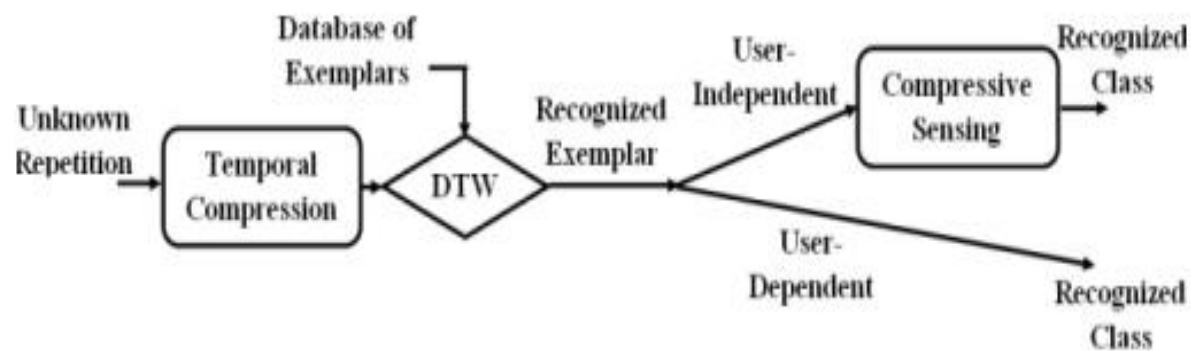 Unknown
Repetition
Temporal
Compression
Database of
Exemplars
DTW
Recognized
Exemplar
User-
Independent
Compressive
Sensing
Recognized
Class
User-
Dependent
Recognized
Class